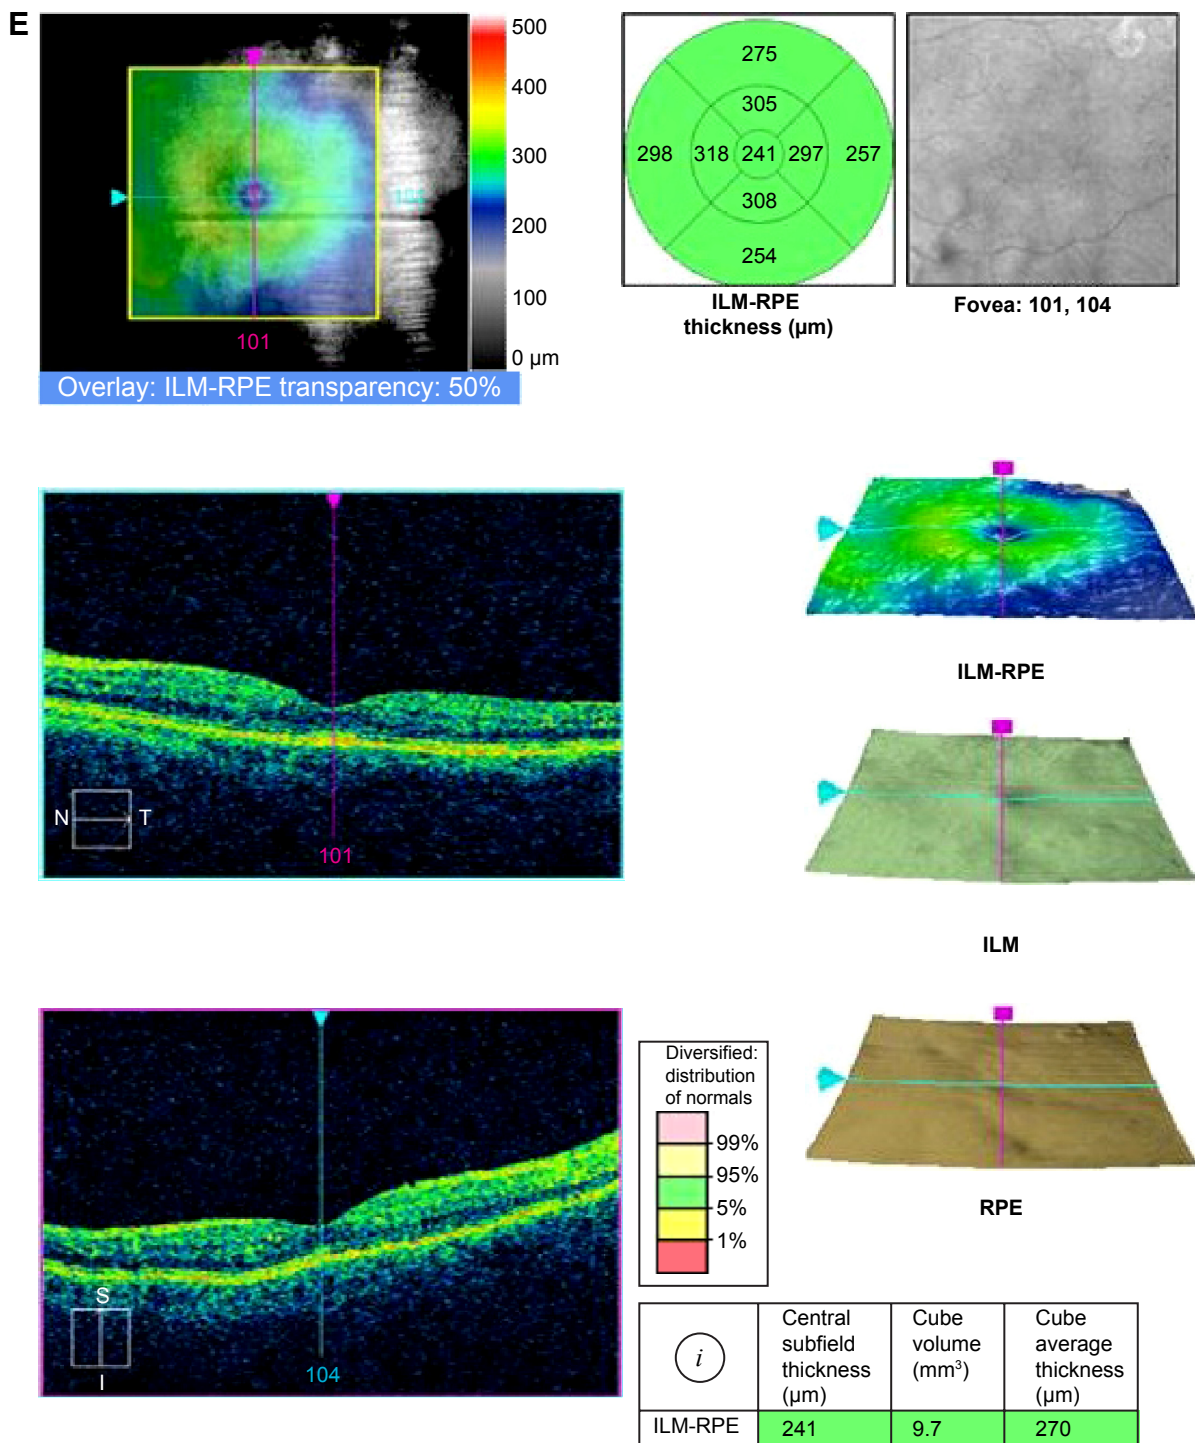 E
500
400
300
200
100
0 µm
101
Overlay: ILM-RPE transparency: 50%
275
305
298 318 241 297 257
308
254
ILM-RPE
thickness (µm)
Fovea: 101, 104
N T
101
ILM-RPE
ILM
S
I
104
Diversified:
distribution
of normals
99%
95%
5%
1%
RPE
i
Central
subfield
thickness
(µm)
Cube
volume
(mm³)
Cube
average
thickness
(µm)
ILM-RPE 241 9.7 270